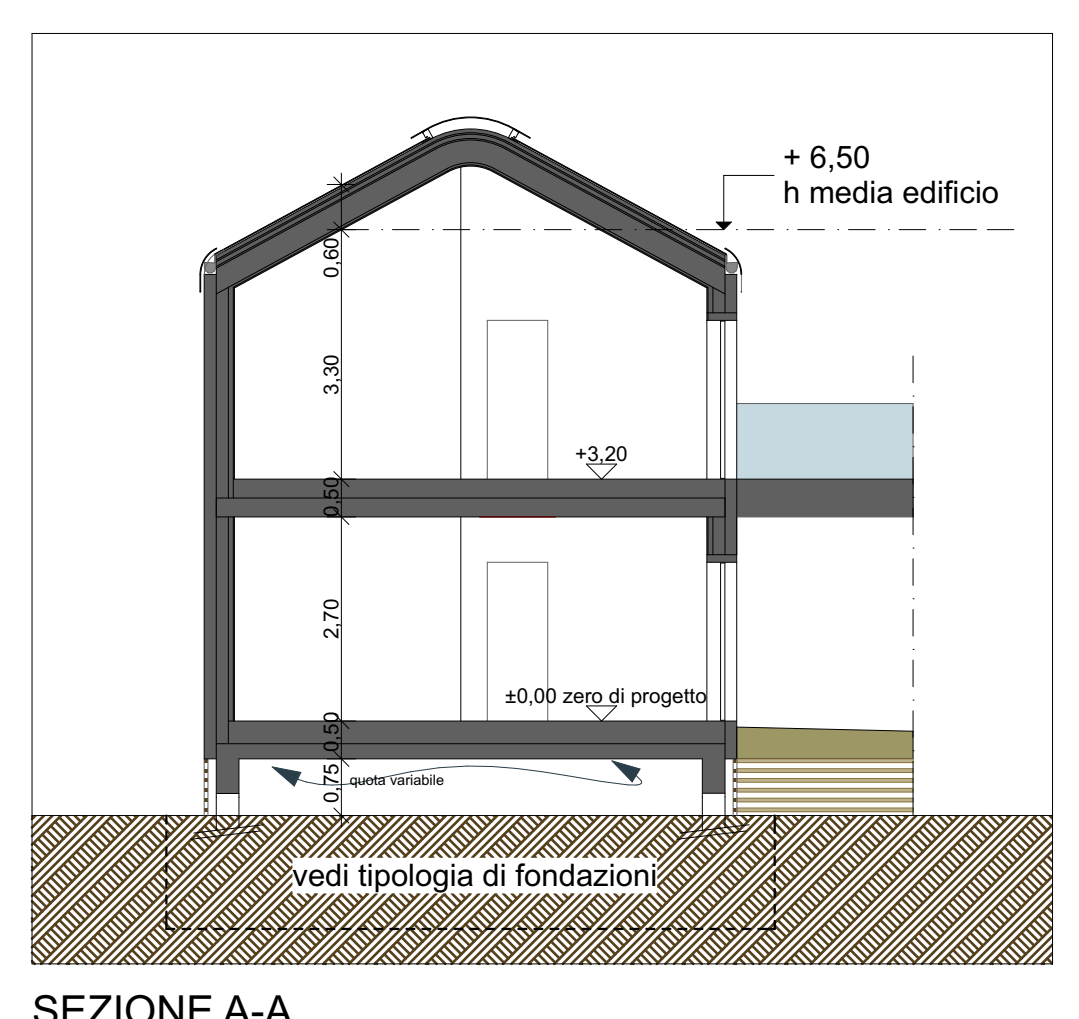 + 6,50
h media edificio
0,60
3,30
+3,20
0,50
2,70
±0,00 zero di progetto
0,50
0,75
quota variabile
vedi tipologia di fondazioni
SEZIONE A-A